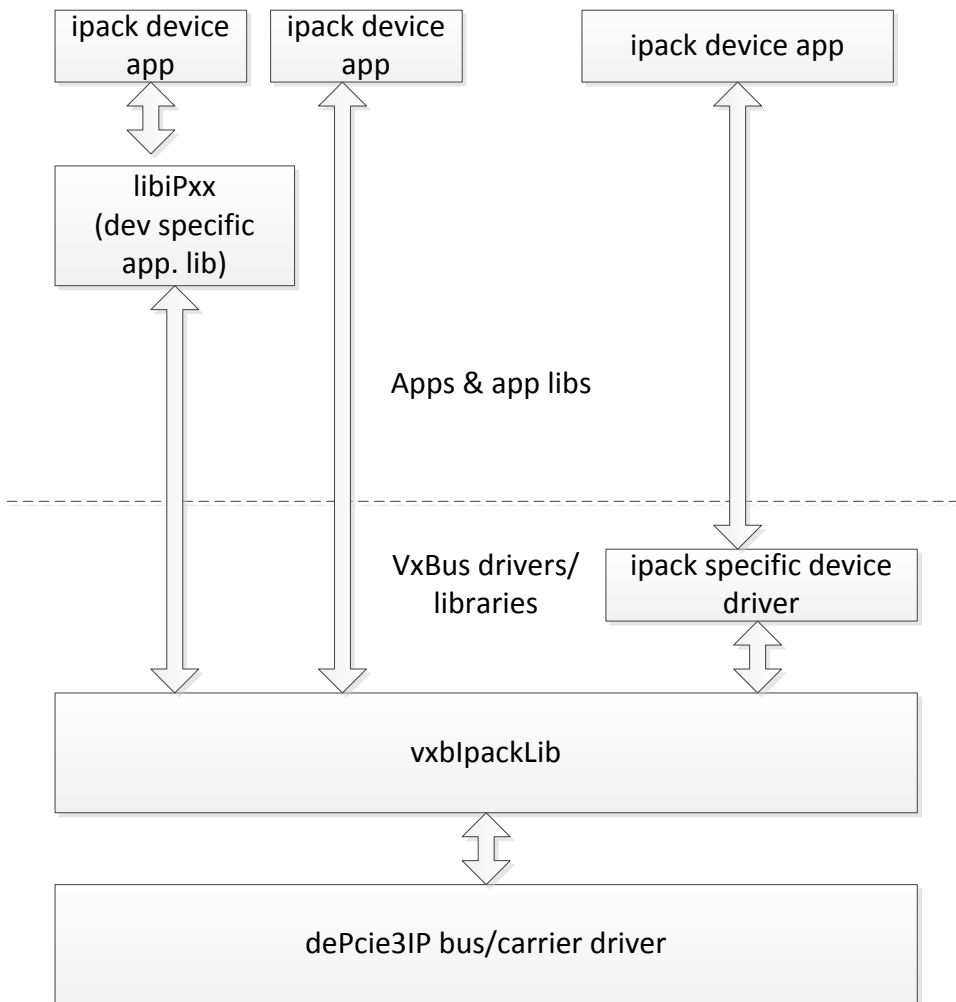 ipack device
app
ipack device
app
ipack device app
libiPxx
(dev specific
app. lib)
Apps & app libs
VxBus drivers/
libraries
ipack specific device
driver
vxbIpackLib
dePcie3IP bus/carrier driver